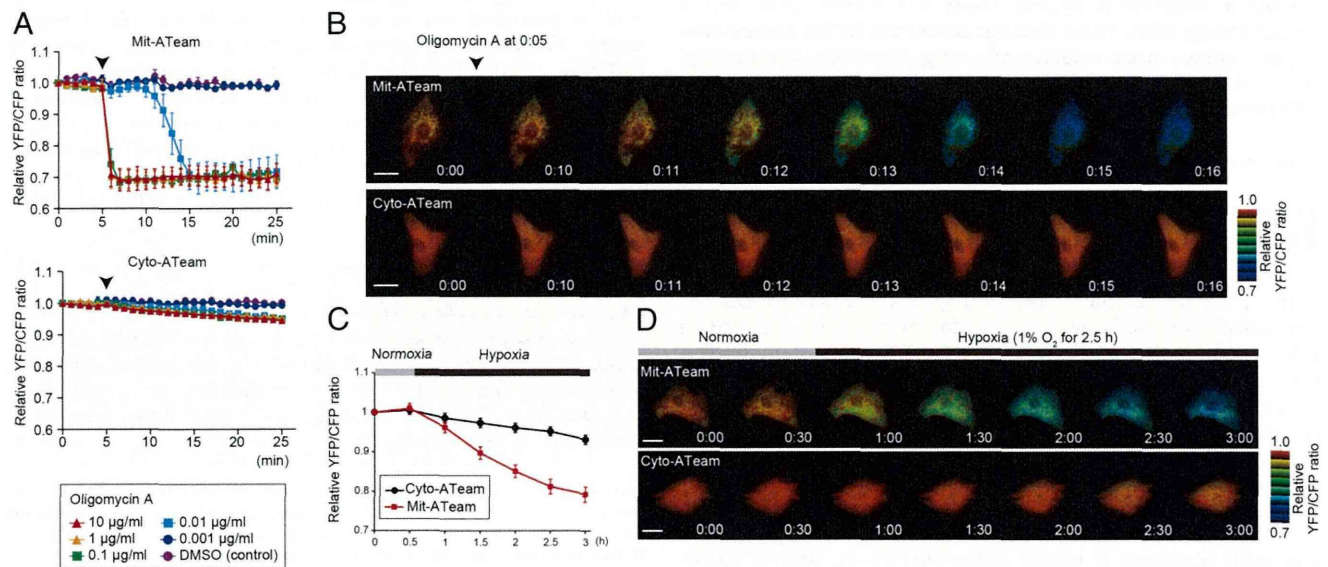 A
Mit-ATeam
Relative YFP/CFP ratio
1.1
1.0
0.9
0.8
0.7
0.6
0 5 10 15 20 25
(min)
Cyto-ATeam
Relative YFP/CFP ratio
1.1
1.0
0.9
0.8
0.7
0.6
0 5 10 15 20 25
(min)
Oligomycin A
10 µg/ml
1 µg/ml
0.1 µg/ml
0.01 µg/ml
0.001 µg/ml
DMSO (control)
B
Oligomycin A at 0:05
Mit-ATeam
0:00 0:10 0:11 0:12 0:13 0:14 0:15 0:16
Cyto-ATeam
0:00 0:10 0:11 0:12 0:13 0:14 0:15 0:16
1.0
Relative
YFP/CFP ratio
0.7
C
Normoxia Hypoxia
Relative YFP/CFP ratio
1.1
1.0
0.9
0.8
0.7
Cyto-ATeam
Mit-ATeam
0 0.5 1 1.5 2 2.5 3 (h)
D
Normoxia Hypoxia (1% O2 for 2.5 h)
Mit-ATeam
0:00 0:30 1:00 1:30 2:00 2:30 3:00
Cyto-ATeam
0:00 0:30 1:00 1:30 2:00 2:30 3:00
1.0
Relative
YFP/CFP ratio
0.7